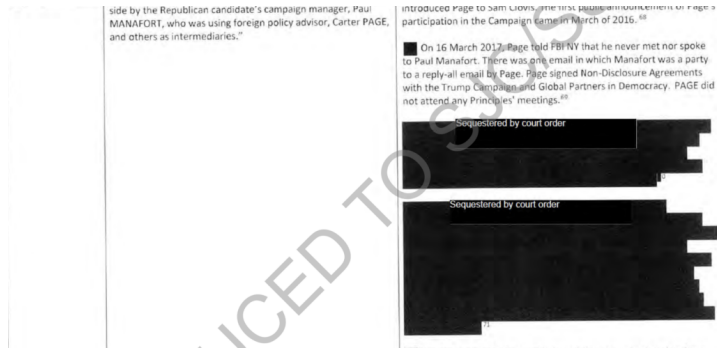 side by the Republican candidate's campaign manager, Paul
MANAFORT, who was using foreign policy advisor, Carter PAGE,
and others as intermediaries."
introduced Page to Sam Clovis. The first public announcement of Page's
participation in the Campaign came in March of 2016. 68
On 16 March 2017, Page told FBI NY that he never met nor spoke
to Paul Manafort. There was one email in which Manafort was a party
to a reply-all email by Page. Page signed Non-Disclosure Agreements
with the Trump Campaign and Global Partners in Democracy. PAGE did
not attend any Principles' meetings.
Sequestered by court order
Sequestered by court order
71
UCED TO SJC/S